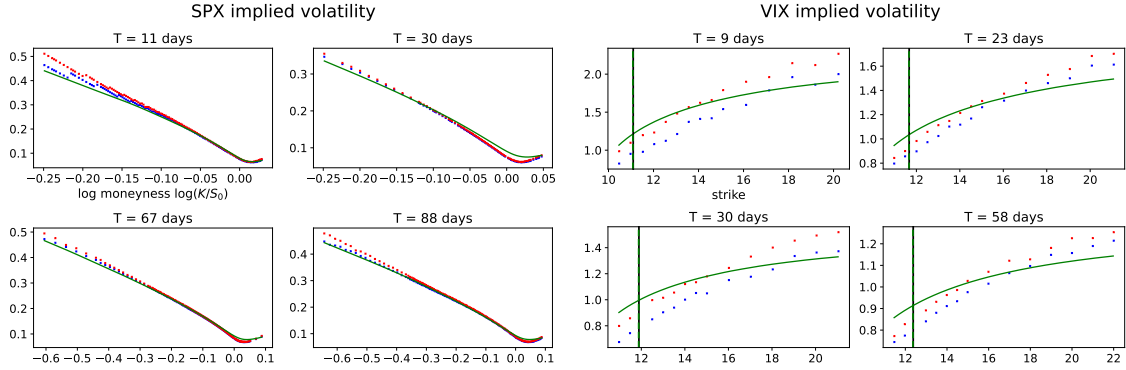 SPX implied volatility
VIX implied volatility
T = 11 days
T = 30 days
T = 9 days
T = 23 days
0.5
0.4
0.3
0.2
0.1
−0.25 −0.20 −0.15 −0.10 −0.05 0.00
log moneyness log(K/S0)
0.3
0.2
0.1
−0.25 −0.20 −0.15 −0.10 −0.05 0.00 0.05
2.0
1.5
1.0
10 12 14 16 18 20
strike
1.6
1.4
1.2
1.0
0.8
12 14 16 18 20
T = 67 days
T = 88 days
T = 30 days
T = 58 days
0.5
0.4
0.3
0.2
0.1
−0.6 −0.5 −0.4 −0.3 −0.2 −0.1 0.0 0.1
0.4
0.3
0.2
0.1
−0.6 −0.5 −0.4 −0.3 −0.2 −0.1 0.0 0.1
1.4
1.2
1.0
0.8
12 14 16 18 20
1.2
1.1
1.0
0.9
0.8
12 14 16 18 20 22